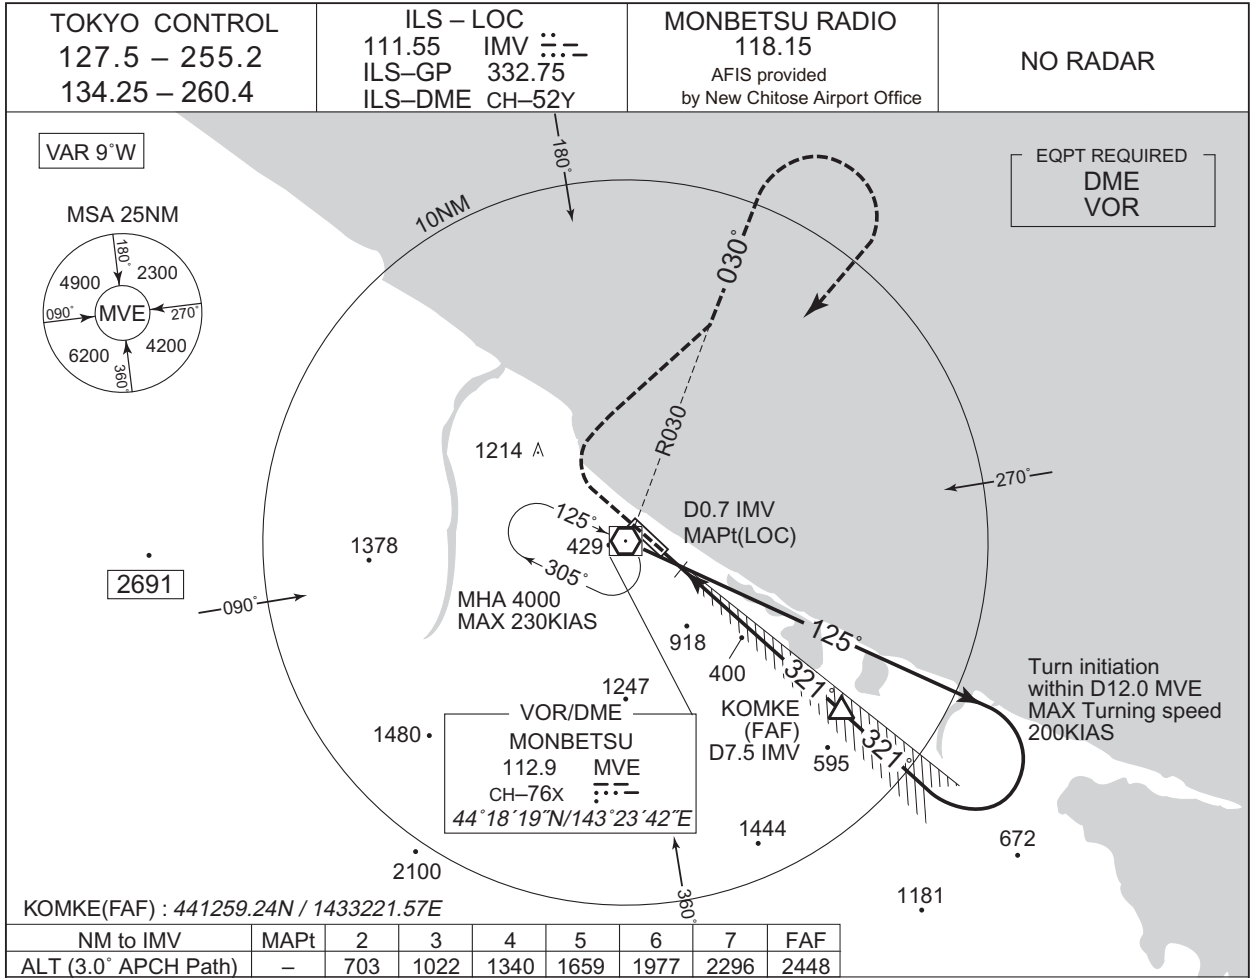 TOKYO CONTROL
127.5 – 255.2
134.25 – 260.4
ILS – LOC
111.55 IMV
ILS–GP 332.75
ILS–DME CH–52Y
MONBETSU RADIO
118.15
AFIS provided
by New Chitose Airport Office
NO RADAR
VAR 9°W
EQPT REQUIRED
DME
VOR
MSA 25NM
180°
4900
2300
090°
MVE
270°
6200
4200
360°
180°
10NM
030°
R030
1214
270°
D0.7 IMV
MAPt(LOC)
125°
429
305°
1378
2691
090°
MHA 4000
MAX 230KIAS
918
400
125°
321°
KOMKE
(FAF)
D7.5 IMV
321°
595
Turn initiation
within D12.0 MVE
MAX Turning speed
200KIAS
1247
1480
VOR/DME
MONBETSU
112.9 MVE
CH–76X
44°18´19˝N/143°23´42˝E
1444
672
2100
1181
360°
KOMKE(FAF) : 441259.24N / 1433221.57E
NM to IMV MAPt 2 3 4 5 6 7 FAF
ALT (3.0° APCH Path) – 703 1022 1340 1659 1977 2296 2448